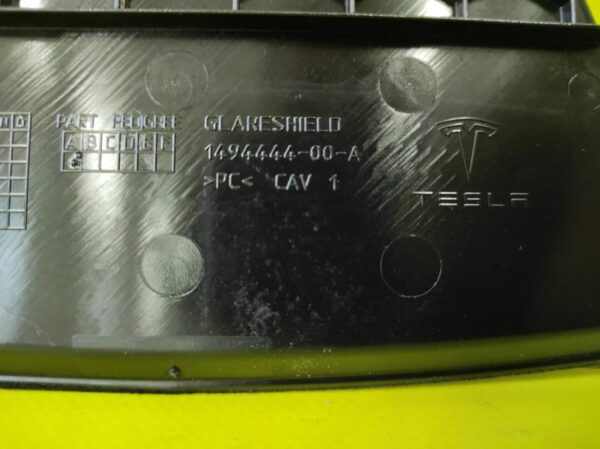 PART PEDIGREE
A B C D E F
GLARESHIELD
1494444-00-A
>PC< CAV 1
TESLA